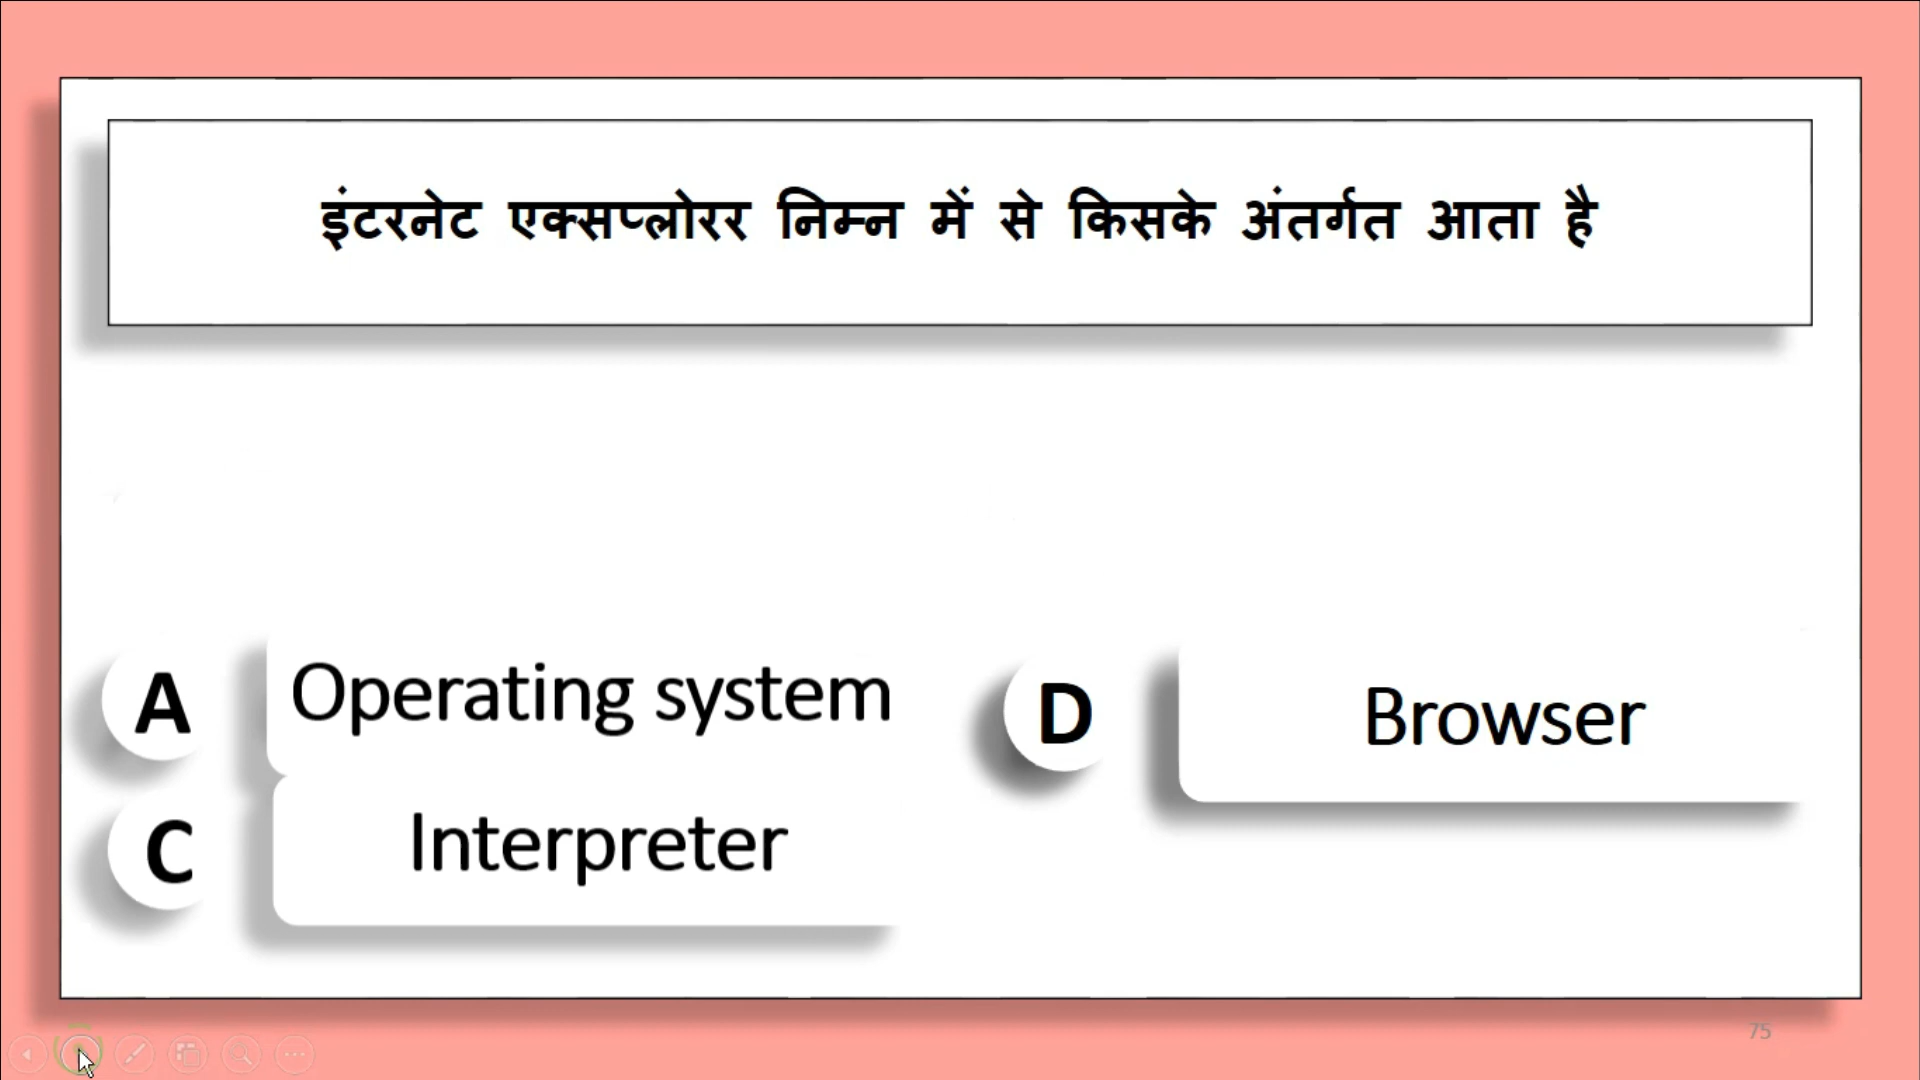 इंटरनेट एक्सप्लोरर निम्न में से किसके अंतर्गत आता है
A Operating system
D Browser
C Interpreter
75